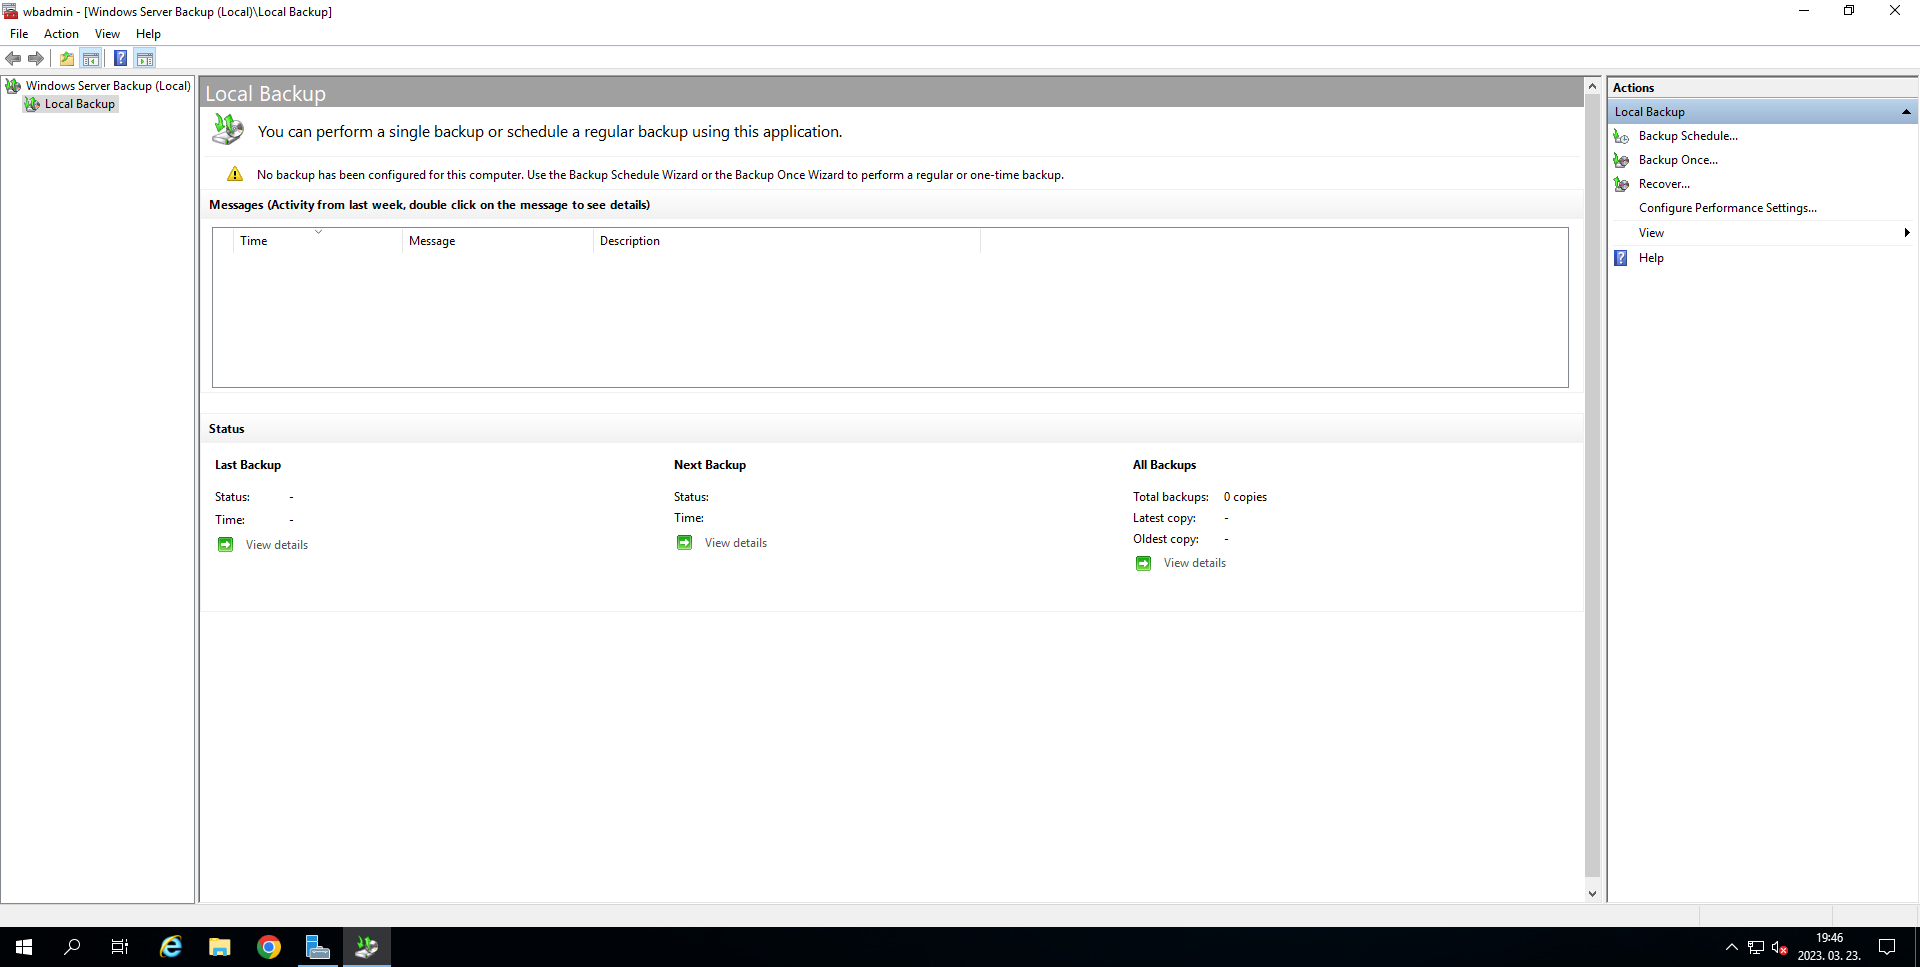 wbadmin - [Windows Server Backup (Local)\Local Backup]
File Action View Help
Windows Server Backup (Local)
Local Backup
Local Backup
You can perform a single backup or schedule a regular backup using this application.
No backup has been configured for this computer. Use the Backup Schedule Wizard or the Backup Once Wizard to perform a regular or one-time backup.
Messages (Activity from last week, double click on the message to see details)
Time Message Description
Status
Last Backup
Status: -
Time: -
View details
Next Backup
Status:
Time:
View details
All Backups
Total backups: 0 copies
Latest copy: -
Oldest copy: -
View details
Actions
Local Backup
Backup Schedule...
Backup Once...
Recover...
Configure Performance Settings...
View
Help
19:46
2023. 03. 23.